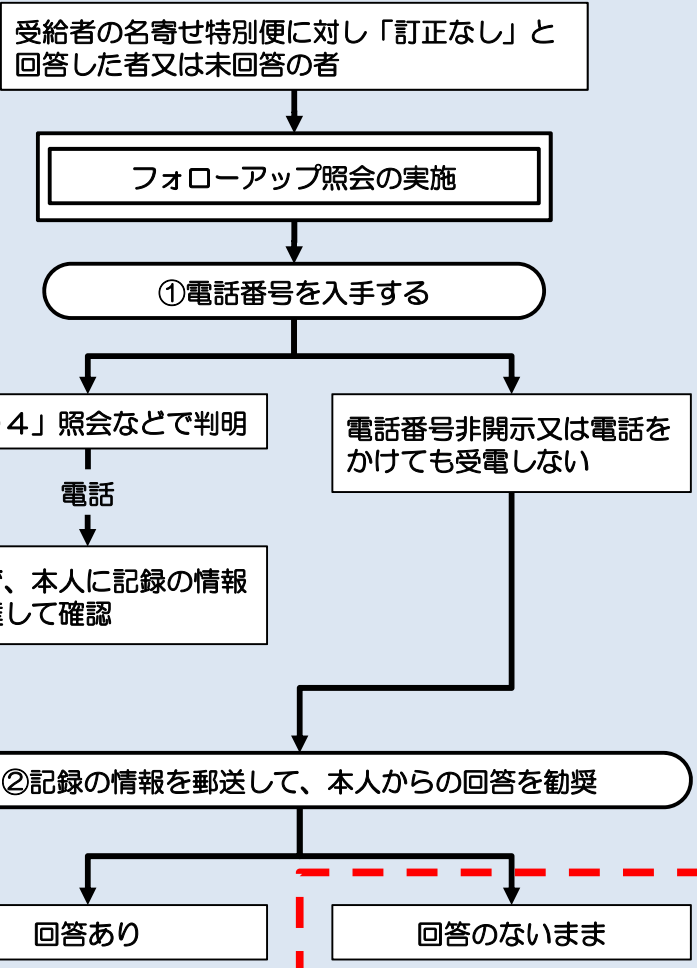 受給者の名寄せ特別便に対し「訂正なし」と
回答した者又は未回答の者
フォローアップ照会の実施
①電話番号を入手する
４」照会などで判明
電話番号非開示又は電話を
かけても受電しない
電話
、本人に記録の情報
して確認
②記録の情報を郵送して、本人からの回答を勧奨
回答あり
回答のないまま